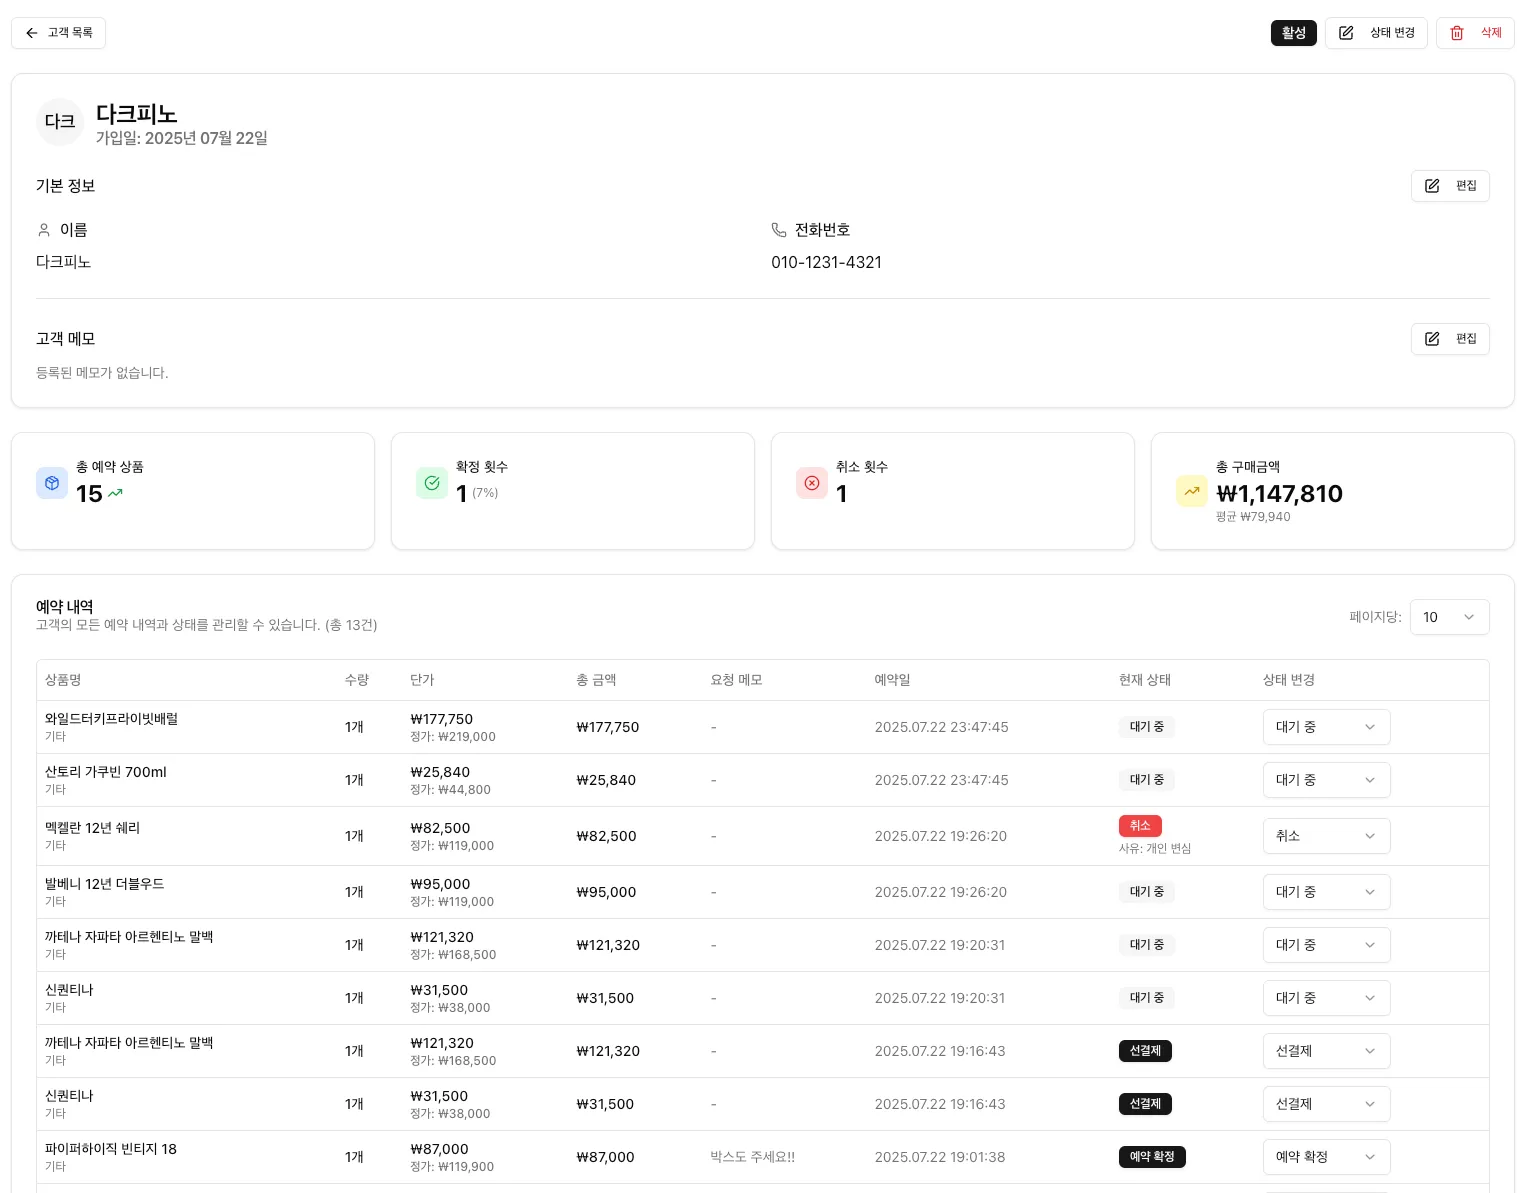 고객 목록
활성
상태 변경
삭제
다크
다크피노
가입일: 2025년 07월 22일
기본 정보
편집
이름
전화번호
다크피노
010-1231-4321
고객 메모
편집
등록된 메모가 없습니다.
총 예약 상품
15
확정 횟수
1 (7%)
취소 횟수
1
총 구매금액
₩1,147,810
평균 ₩79,940
예약 내역
고객의 모든 예약 내역과 상태를 관리할 수 있습니다. (총 13건)
페이지당: 10
상품명 수량 단가 총 금액 요청 메모 예약일 현재 상태 상태 변경
와일드터키프라이빗배럴
기타
1개
₩177,750
정가: ₩219,000
₩177,750
-
2025.07.22 23:47:45
대기 중
대기 중
산토리 가쿠빈 700ml
기타
1개
₩25,840
정가: ₩44,800
₩25,840
-
2025.07.22 23:47:45
대기 중
대기 중
멕켈란 12년 쉐리
기타
1개
₩82,500
정가: ₩119,000
₩82,500
-
2025.07.22 19:26:20
취소
사유: 개인 변심
취소
발베니 12년 더블우드
기타
1개
₩95,000
정가: ₩119,000
₩95,000
-
2025.07.22 19:26:20
대기 중
대기 중
까테나 자파타 아르헨티노 말백
기타
1개
₩121,320
정가: ₩168,500
₩121,320
-
2025.07.22 19:20:31
대기 중
대기 중
신퀀티나
기타
1개
₩31,500
정가: ₩38,000
₩31,500
-
2025.07.22 19:20:31
대기 중
대기 중
까테나 자파타 아르헨티노 말백
기타
1개
₩121,320
정가: ₩168,500
₩121,320
-
2025.07.22 19:16:43
선결제
선결제
신퀀티나
기타
1개
₩31,500
정가: ₩38,000
₩31,500
-
2025.07.22 19:16:43
선결제
선결제
파이퍼하이직 빈티지 18
기타
1개
₩87,000
정가: ₩119,900
₩87,000
박스도 주세요!!
2025.07.22 19:01:38
예약 확정
예약 확정